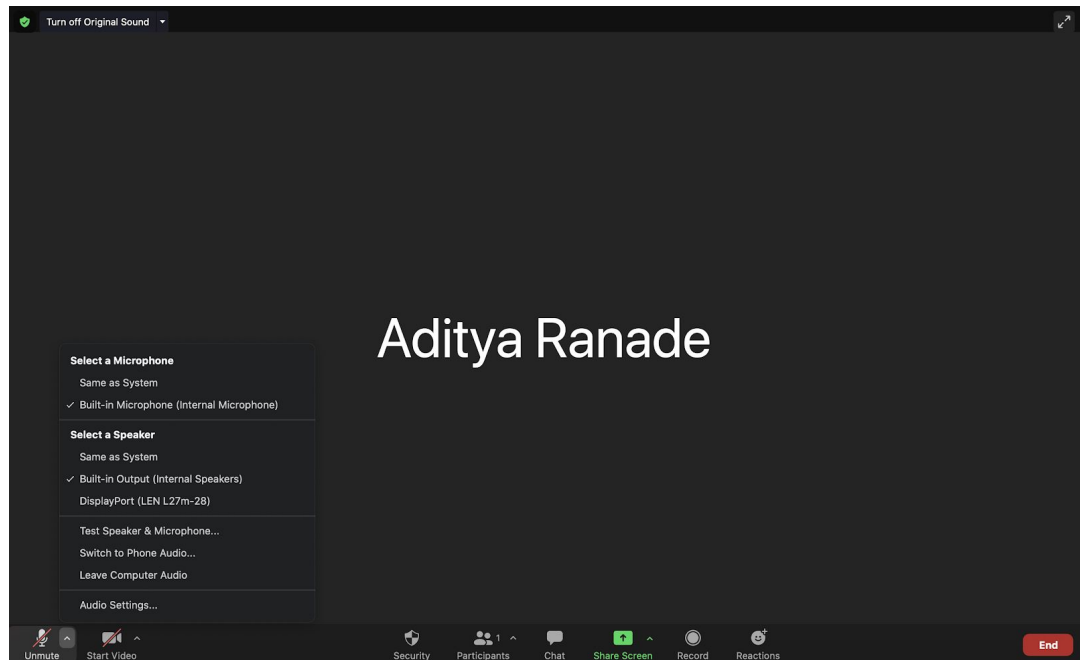 Turn off Original Sound
Aditya Ranade
Select a Microphone
Same as System
Built-in Microphone (Internal Microphone)
Select a Speaker
Same as System
Built-in Output (Internal Speakers)
DisplayPort (LEN L27m-28)
Test Speaker & Microphone...
Switch to Phone Audio...
Leave Computer Audio
Audio Settings...
Unmute
Start Video
Security
1
Participants
Chat
Share Screen
Record
Reactions
End